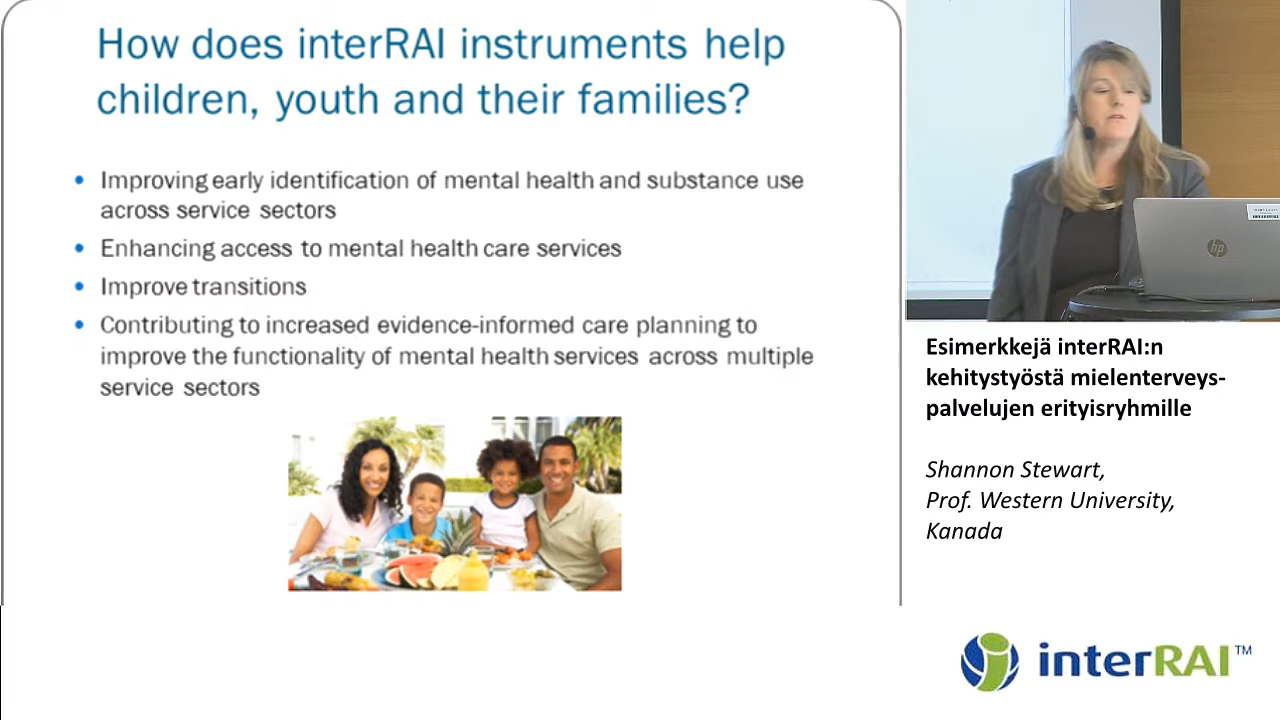 How does interRAI instruments help
children, youth and their families?
• Improving early identification of mental health and substance use
across service sectors
• Enhancing access to mental health care services
• Improve transitions
• Contributing to increased evidence-informed care planning to
improve the functionality of mental health services across multiple
service sectors
hp
Esimerkkejä interRAI:n
kehitystyöstä mielenterveys-
palvelujen erityisryhmille
Shannon Stewart,
Prof. Western University,
Kanada
interRAI™